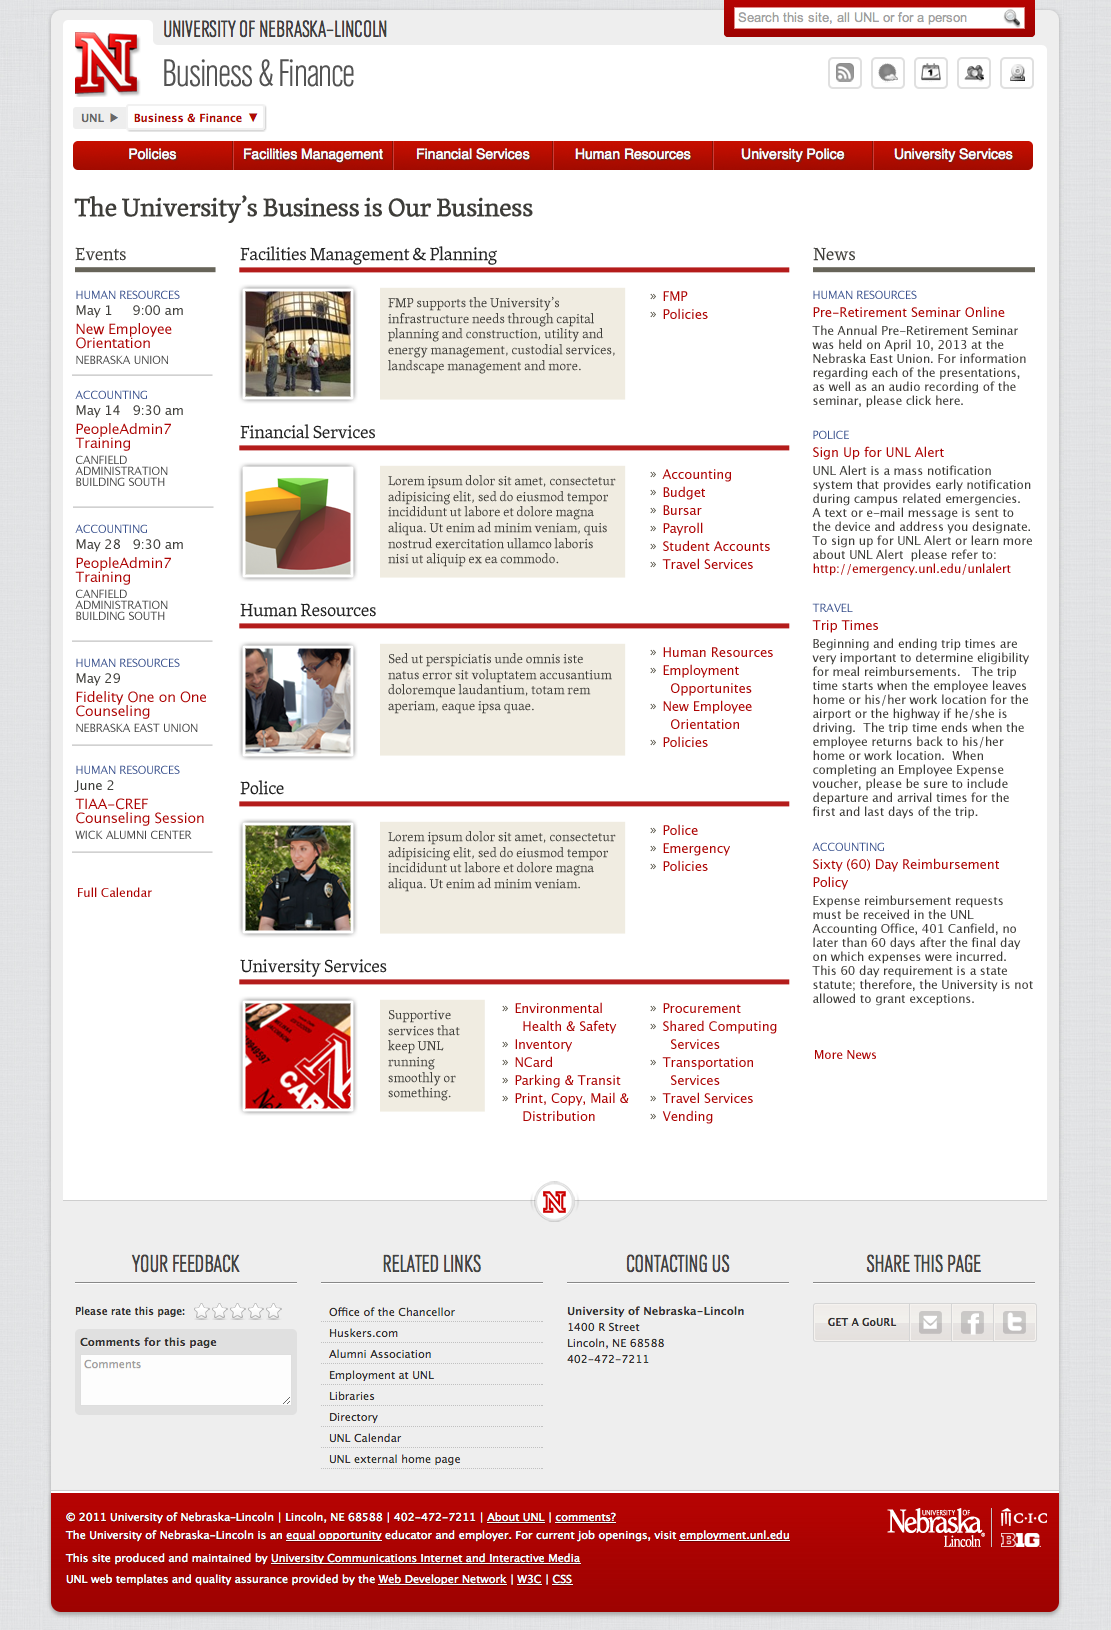 Search this site, all UNL or for a person
UNIVERSITY OF NEBRASKA–LINCOLN
N
Business & Finance
1
UNL
Business & Finance
Policies
Facilities Management
Financial Services
Human Resources
University Police
University Services
The University's Business is Our Business
Events
HUMAN RESOURCES
May 1 9:00 am
New Employee
Orientation
NEBRASKA UNION
ACCOUNTING
May 14 9:30 am
PeopleAdmin7
Training
CANFIELD
ADMINISTRATION
BUILDING SOUTH
ACCOUNTING
May 28 9:30 am
PeopleAdmin7
Training
CANFIELD
ADMINISTRATION
BUILDING SOUTH
HUMAN RESOURCES
May 29
Fidelity One on One
Counseling
NEBRASKA EAST UNION
HUMAN RESOURCES
June 2
TIAA-CREF
Counseling Session
WICK ALUMNI CENTER
Full Calendar
Facilities Management & Planning
FMP supports the University's
infrastructure needs through capital
planning and construction, utility and
energy management, custodial services,
landscape management and more.
» FMP
» Policies
Financial Services
Lorem ipsum dolor sit amet, consectetur
adipisicing elit, sed do eiusmod tempor
incididunt ut labore et dolore magna
aliqua. Ut enim ad minim veniam, quis
nostrud exercitation ullamco laboris
nisi ut aliquip ex ea commodo.
» Accounting
» Budget
» Bursar
» Payroll
» Student Accounts
» Travel Services
Human Resources
Sed ut perspiciatis unde omnis iste
natus error sit voluptatem accusantium
doloremque laudantium, totam rem
aperiam, eaque ipsa quae.
» Human Resources
» Employment
Opportunites
» New Employee
Orientation
» Policies
Police
Lorem ipsum dolor sit amet, consectetur
adipisicing elit, sed do eiusmod tempor
incididunt ut labore et dolore magna
aliqua. Ut enim ad minim veniam.
» Police
» Emergency
» Policies
University Services
CAR
Supportive
services that
keep UNL
running
smoothly or
something.
» Environmental
Health & Safety
» Inventory
» NCard
» Parking & Transit
» Print, Copy, Mail &
Distribution
» Procurement
» Shared Computing
Services
» Transportation
Services
» Travel Services
» Vending
News
HUMAN RESOURCES
Pre-Retirement Seminar Online
The Annual Pre-Retirement Seminar
was held on April 10, 2013 at the
Nebraska East Union. For information
regarding each of the presentations,
as well as an audio recording of the
seminar, please click here.
POLICE
Sign Up for UNL Alert
UNL Alert is a mass notification
system that provides early notification
during campus related emergencies.
A text or e-mail message is sent to
the device and address you designate.
To sign up for UNL Alert or learn more
about UNL Alert please refer to:
http://emergency.unl.edu/unlalert
TRAVEL
Trip Times
Beginning and ending trip times are
very important to determine eligibility
for meal reimbursements. The trip
time starts when the employee leaves
home or his/her work location for the
airport or the highway if he/she is
driving. The trip time ends when the
employee returns back to his/her
home or work location. When
completing an Employee Expense
voucher, please be sure to include
departure and arrival times for the
first and last days of the trip.
ACCOUNTING
Sixty (60) Day Reimbursement
Policy
Expense reimbursement requests
must be received in the UNL
Accounting Office, 401 Canfield, no
later than 60 days after the final day
on which expenses were incurred.
This 60 day requirement is a state
statute; therefore, the University is not
allowed to grant exceptions.
More News
N
YOUR FEEDBACK
Please rate this page:
Comments for this page
Comments
RELATED LINKS
Office of the Chancellor
Huskers.com
Alumni Association
Employment at UNL
Libraries
Directory
UNL Calendar
UNL external home page
CONTACTING US
University of Nebraska-Lincoln
1400 R Street
Lincoln, NE 68588
402-472-7211
SHARE THIS PAGE
GET A GoURL
© 2011 University of Nebraska-Lincoln | Lincoln, NE 68588 | 402-472-7211 | About UNL | comments?
The University of Nebraska-Lincoln is an equal opportunity educator and employer. For current job openings, visit employment.unl.edu
This site produced and maintained by University Communications Internet and Interactive Media
UNL web templates and quality assurance provided by the Web Developer Network | W3C | CSS
UNIVERSITY OF
Nebraska
Lincoln
C·I·C
B1G